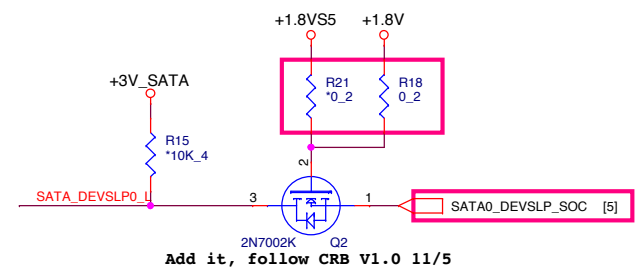 +1.8VS5 +1.8V
+3V_SATA
R21 R18
*0_2 0_2
R15
*10K_4
2
SATA_DEVSLP0_L 3 1 SATA0_DEVSLP_SOC [5]
2N7002K Q2
Add it, follow CRB V1.0 11/5